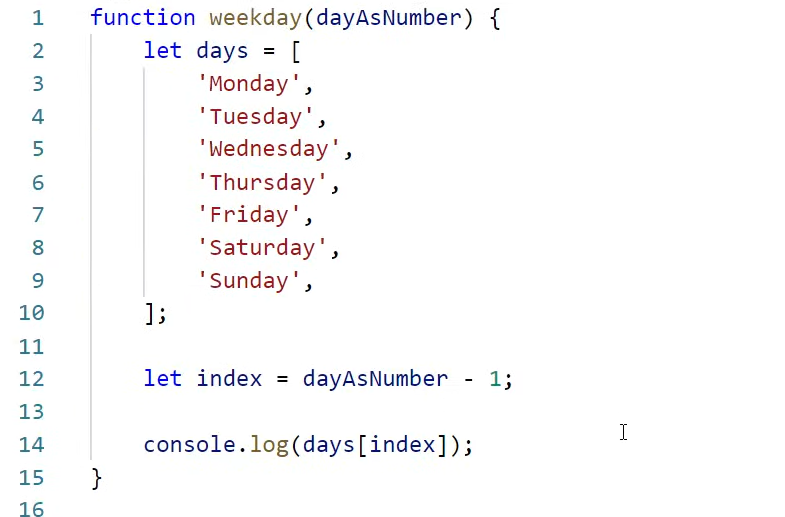 1 function weekday(dayAsNumber) {
2 let days = [
3 'Monday',
4 'Tuesday',
5 'Wednesday',
6 'Thursday',
7 'Friday',
8 'Saturday',
9 'Sunday',
10 ];
11
12 let index = dayAsNumber - 1;
13
14 console.log(days[index]);
15 }
16